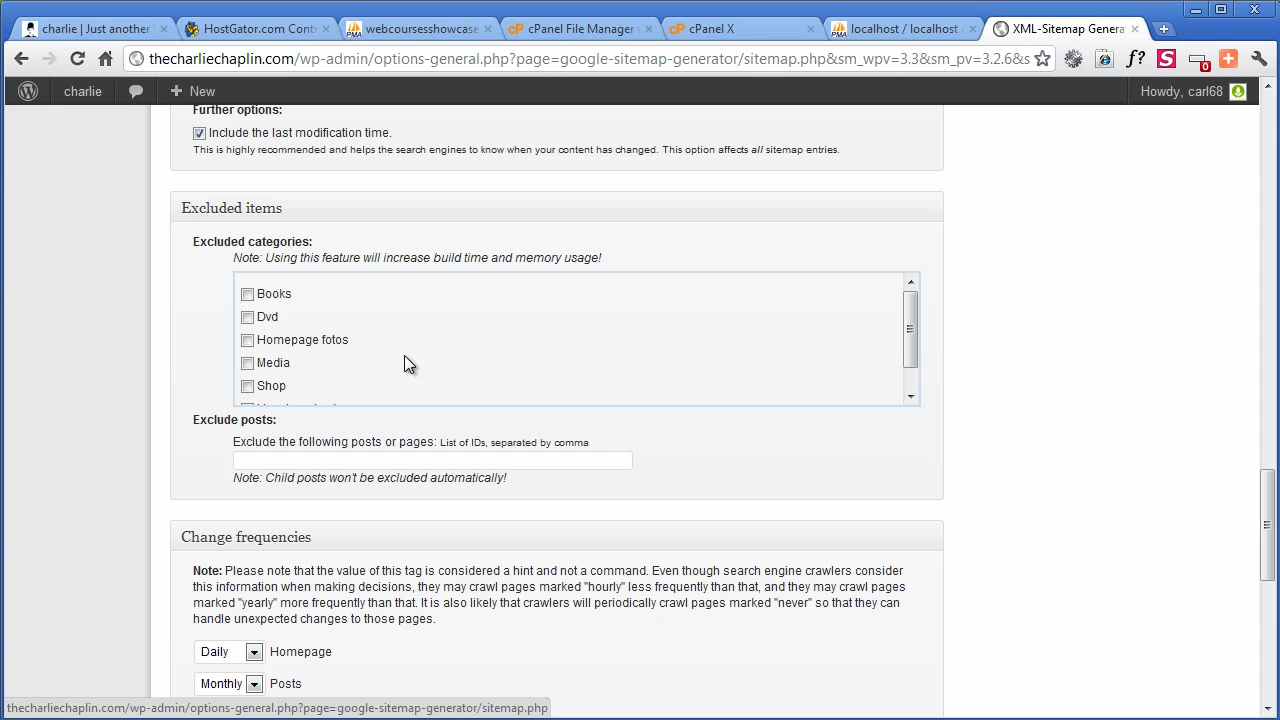 charlie | Just another
HostGator.com Contr
webcoursesshowcase
cPanel File Manager
cPanel X
localhost / localhost
XML-Sitemap Genera
thecharliechaplin.com/wp-admin/options-general.php?page=google-sitemap-generator/sitemap.php&sm_wpv=3.3&sm_pv=3.2.6&s
charlie
New
Howdy, carl68
Further options:
Include the last modification time.
This is highly recommended and helps the search engines to know when your content has changed. This option affects all sitemap entries.
Excluded items
Excluded categories:
Note: Using this feature will increase build time and memory usage!
Books
Dvd
Homepage fotos
Media
Shop
Exclude posts:
Exclude the following posts or pages: List of IDs, separated by comma
Note: Child posts won't be excluded automatically!
Change frequencies
Note: Please note that the value of this tag is considered a hint and not a command. Even though search engine crawlers consider
this information when making decisions, they may crawl pages marked "hourly" less frequently than that, and they may crawl pages
marked "yearly" more frequently than that. It is also likely that crawlers will periodically crawl pages marked "never" so that they can
handle unexpected changes to those pages.
Daily Homepage
Monthly Posts
thecharliechaplin.com/wp-admin/options-general.php?page=google-sitemap-generator/sitemap.php